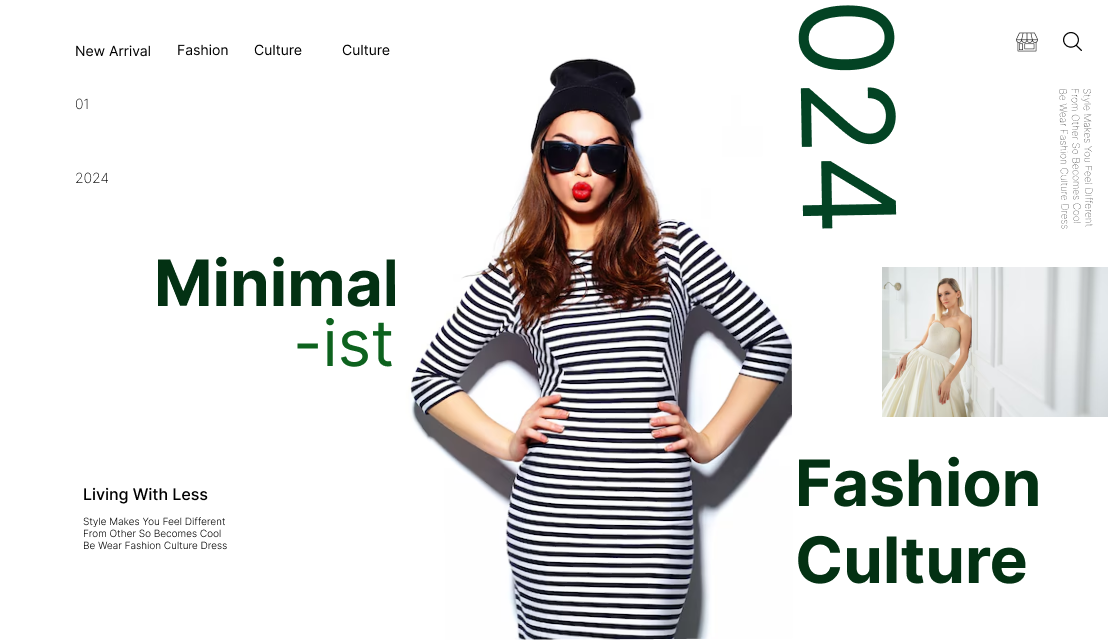 New Arrival
Fashion
Culture
Culture
01
2024
Minimal
-ist
Living With Less
Style Makes You Feel Different
From Other So Becomes Cool
Be Wear Fashion Culture Dress
024
Style Makes You Feel Different
From Other So Becomes Cool
Be Wear Fashion Culture Dress
Fashion
Culture